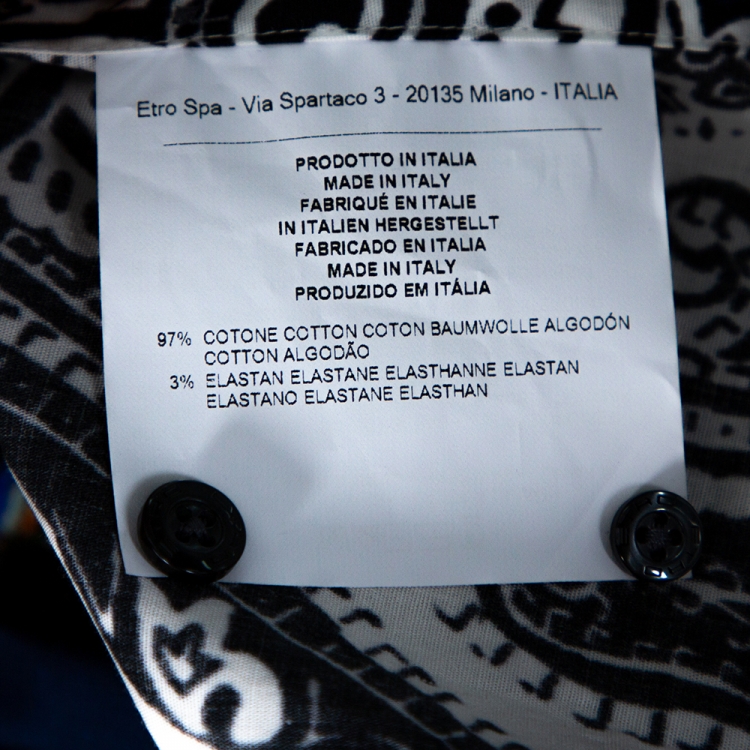 Etro Spa - Via Spartaco 3 - 20135 Milano - ITALIA
PRODOTTO IN ITALIA
MADE IN ITALY
FABRIQUÉ EN ITALIE
IN ITALIEN HERGESTELLT
FABRICADO EN ITALIA
MADE IN ITALY
PRODUZIDO EM ITÁLIA
97% COTONE COTTON COTON BAUMWOLLE ALGODÓN
COTTON ALGODÃO
3% ELASTAN ELASTANE ELASTHANNE ELASTAN
ELASTANO ELASTANE ELASTHAN